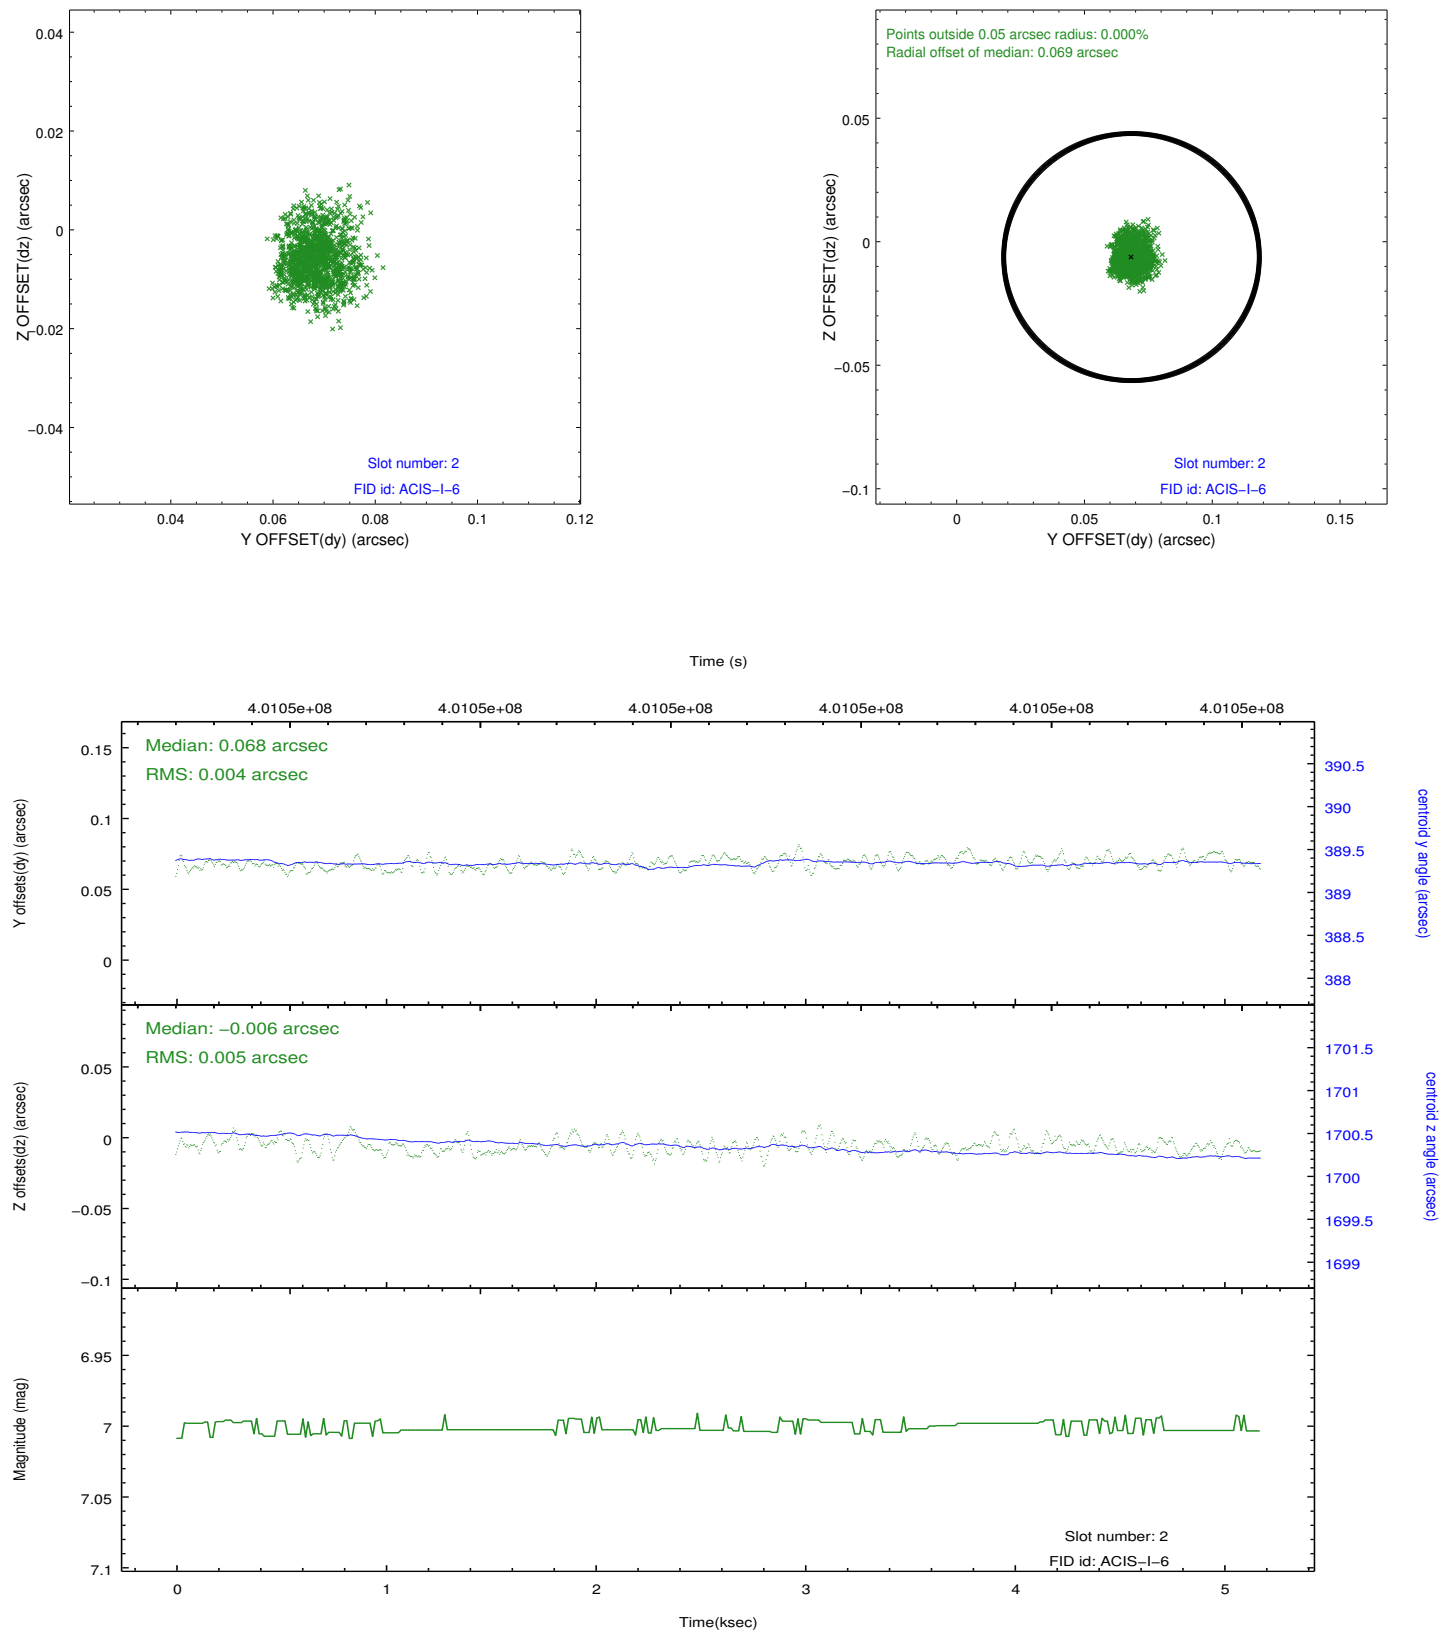 0.04
0.02
0
−0.02
−0.04
Z OFFSET(dz) (arcsec)
Slot number: 2
FID id: ACIS−I−6
0.04 0.06 0.08 0.1 0.12
Y OFFSET(dy) (arcsec)
Points outside 0.05 arcsec radius: 0.000%
Radial offset of median: 0.069 arcsec
0.05
0
−0.05
−0.1
Z OFFSET(dz) (arcsec)
Slot number: 2
FID id: ACIS−I−6
0 0.05 0.1 0.15
Y OFFSET(dy) (arcsec)
Time (s)
4.0105e+08 4.0105e+08 4.0105e+08 4.0105e+08 4.0105e+08 4.0105e+08
Median: 0.068 arcsec
RMS: 0.004 arcsec
0.15
0.1
0.05
0
Y offsets(dy) (arcsec)
390.5
390
389.5
389
388.5
388
centroid y angle (arcsec)
Median: −0.006 arcsec
RMS: 0.005 arcsec
0.05
0
−0.05
−0.1
Z offsets(dz) (arcsec)
1701.5
1701
1700.5
1700
1699.5
1699
centroid z angle (arcsec)
6.95
7
7.05
7.1
Magnitude (mag)
Slot number: 2
FID id: ACIS−I−6
0 1 2 3 4 5
Time(ksec)